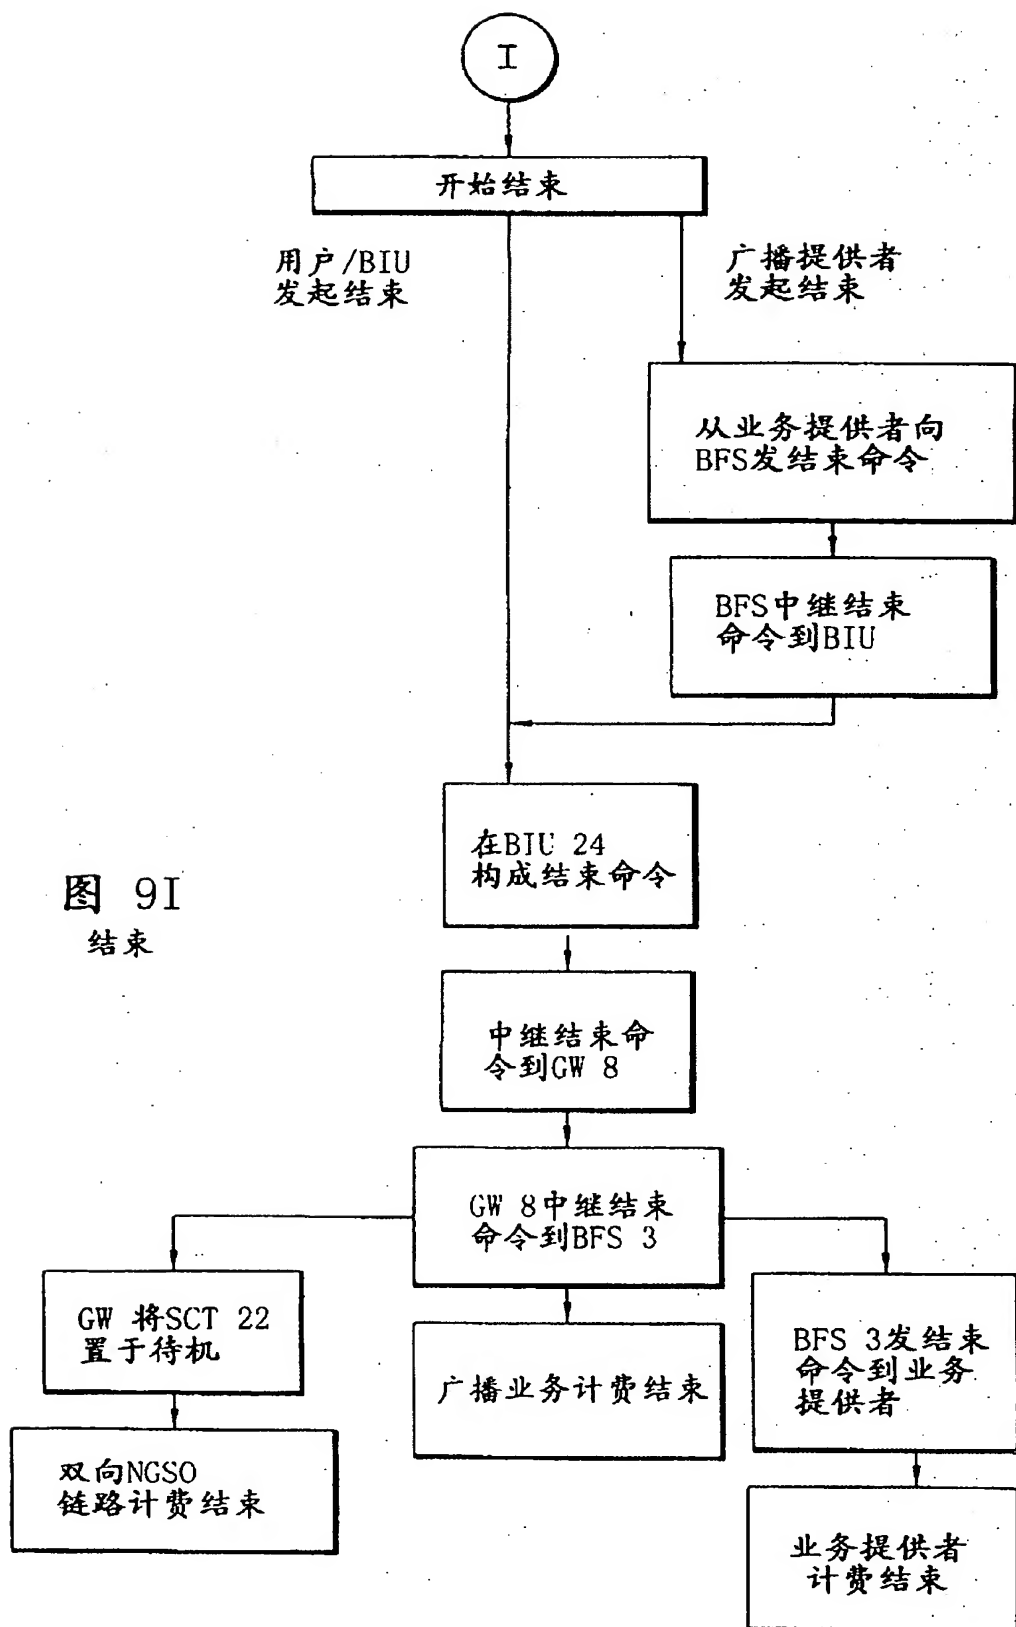 I
开始结束
用户/BIU
发起结束
广播提供者
发起结束
从业务提供者向
BFS发结束命令
BFS中继结束
命令到BIU
在BIU 24
构成结束命令
图 9I
结束
中继结束命
令到GW 8
GW 8中继结束
命令到BFS 3
GW 将SCT 22
置于待机
广播业务计费结束
BFS 3发结束
命令到业务
提供者
双向NGSO
链路计费结束
业务提供者
计费结束